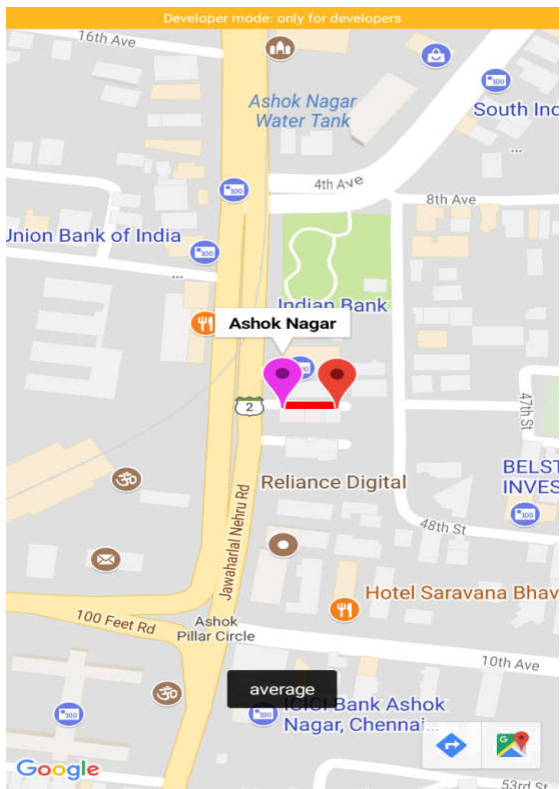 Developer mode: only for developers
16th Ave
Ashok Nagar
Water Tank
South Ind
...
4th Ave
8th Ave
Union Bank of India
...
Indian Bank
Ashok Nagar
2
47th St
Reliance Digital
BELST
INVES
48th St
Jawaharlal Nehru Rd
Hotel Saravana Bhav
100 Feet Rd
Ashok
Pillar Circle
10th Ave
average
ICICI Bank Ashok
Nagar, Chennai...
Google
53rd St